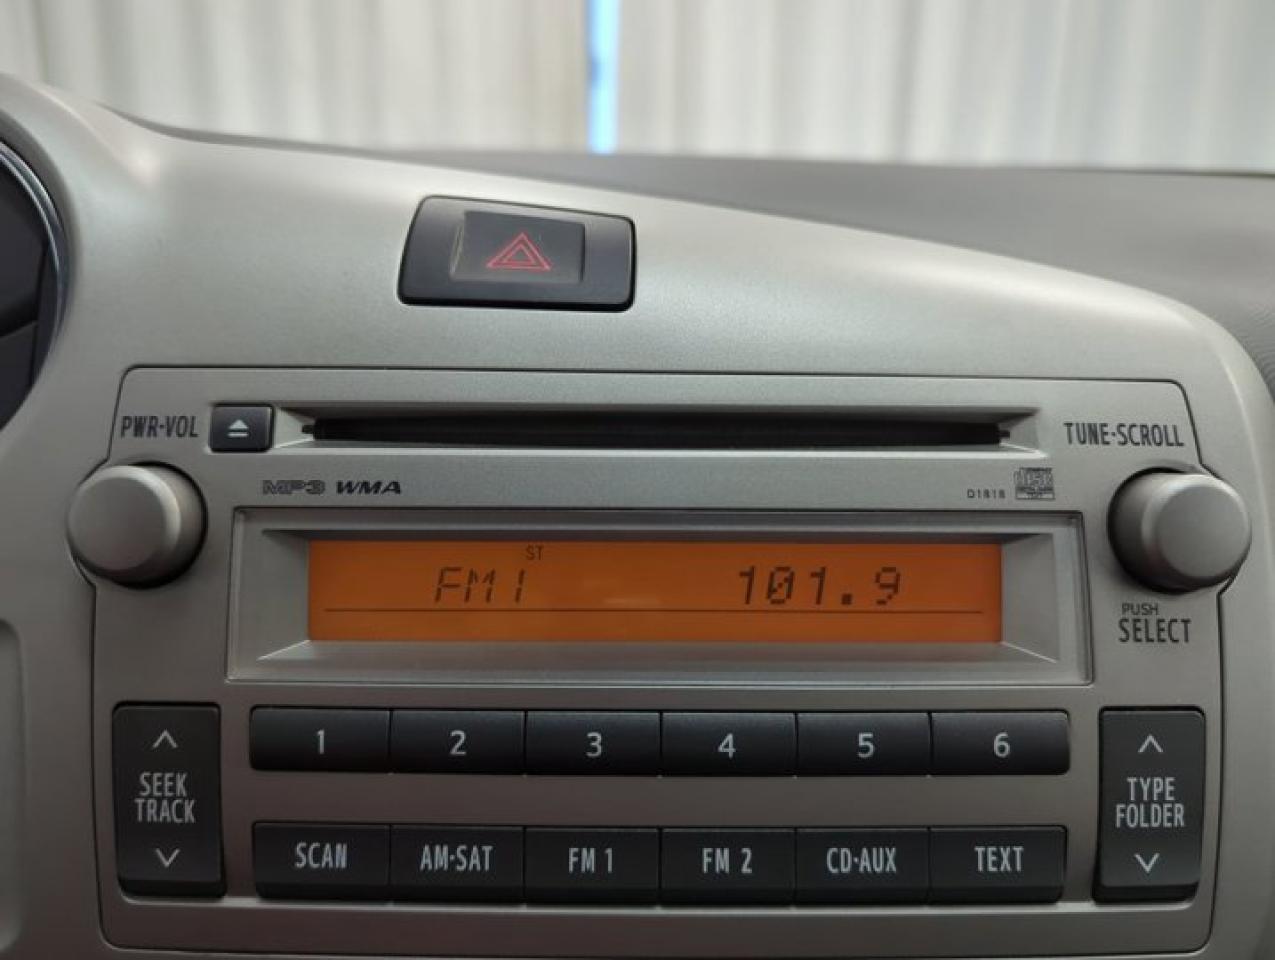 PWR·VOL
TUNE·SCROLL
MP3 WMA
D1818
DISC
ST
FM1 101.9
PUSH
SELECT
1 2 3 4 5 6
SEEK
TRACK
TYPE
FOLDER
SCAN AM·SAT FM 1 FM 2 CD·AUX TEXT